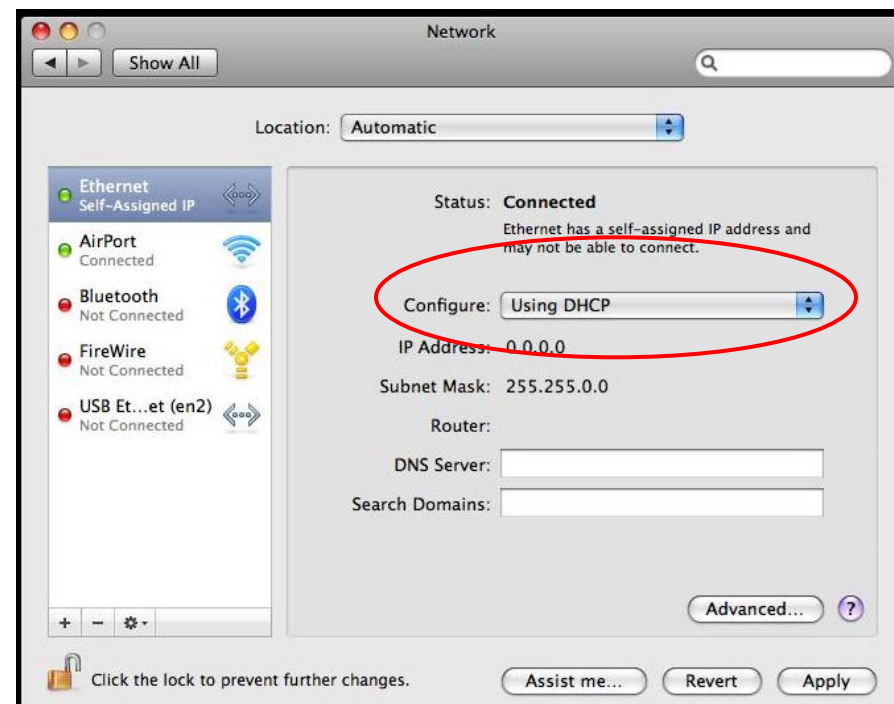 Network
Show All
Location: Automatic
Ethernet
Self-Assigned IP
AirPort
Connected
Bluetooth
Not Connected
FireWire
Not Connected
USB Et...et (en2)
Not Connected
Status: Connected
Ethernet has a self-assigned IP address and
may not be able to connect.
Configure: Using DHCP
IP Address: 0.0.0.0
Subnet Mask: 255.255.0.0
Router:
DNS Server:
Search Domains:
Advanced... ?
Click the lock to prevent further changes.
Assist me... Revert Apply